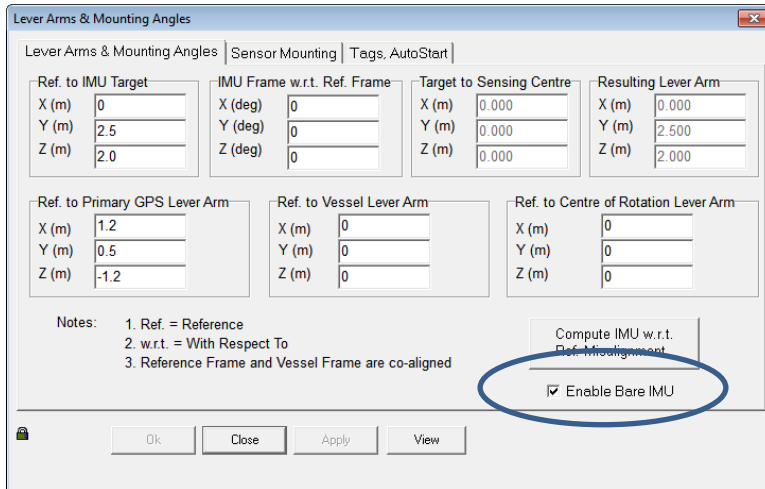 Lever Arms & Mounting Angles
Lever Arms & Mounting Angles Sensor Mounting Tags, AutoStart
Ref. to IMU Target
X (m) 0
Y (m) 2.5
Z (m) 2.0
IMU Frame w.r.t. Ref. Frame
X (deg) 0
Y (deg) 0
Z (deg) 0
Target to Sensing Centre
X (m) 0.000
Y (m) 0.000
Z (m) 0.000
Resulting Lever Arm
X (m) 0.000
Y (m) 2.500
Z (m) 2.000
Ref. to Primary GPS Lever Arm
X (m) 1.2
Y (m) 0.5
Z (m) -1.2
Ref. to Vessel Lever Arm
X (m) 0
Y (m) 0
Z (m) 0
Ref. to Centre of Rotation Lever Arm
X (m) 0
Y (m) 0
Z (m) 0
Notes: 1. Ref. = Reference
2. w.r.t. = With Respect To
3. Reference Frame and Vessel Frame are co-aligned
Compute IMU w.r.t.
Ref. Misalignment
Enable Bare IMU
Ok Close Apply View